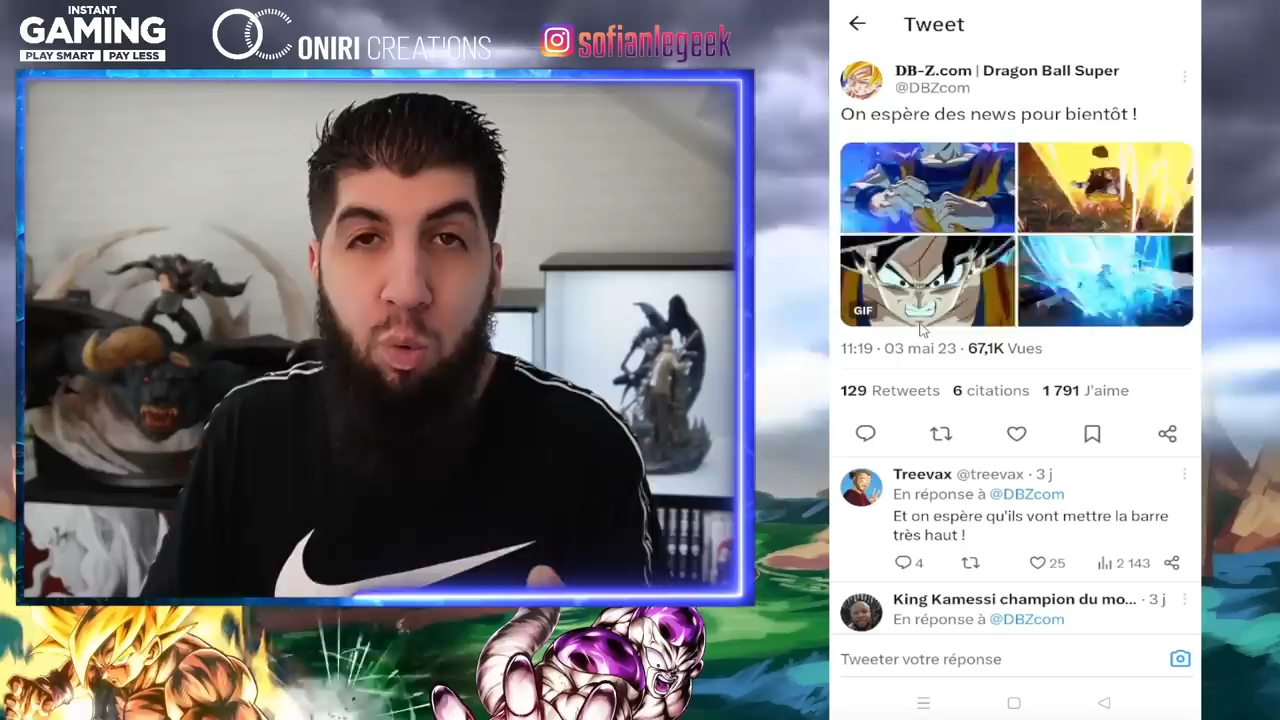 INSTANT
GAMING
PLAY SMART PAY LESS
OC ONIRI CREATIONS
sofianlegeek
Tweet
DB-Z.com | Dragon Ball Super
@DBZcom
On espère des news pour bientôt !
GIF
11:19 · 03 mai 23 · 67,1K Vues
129 Retweets 6 citations 1 791 J'aime
Treevax @treevax · 3 j
En réponse à @DBZcom
Et on espère qu'ils vont mettre la barre
très haut !
4 25 2 143
King Kamessi champion du mo... · 3 j
En réponse à @DBZcom
Tweeter votre réponse